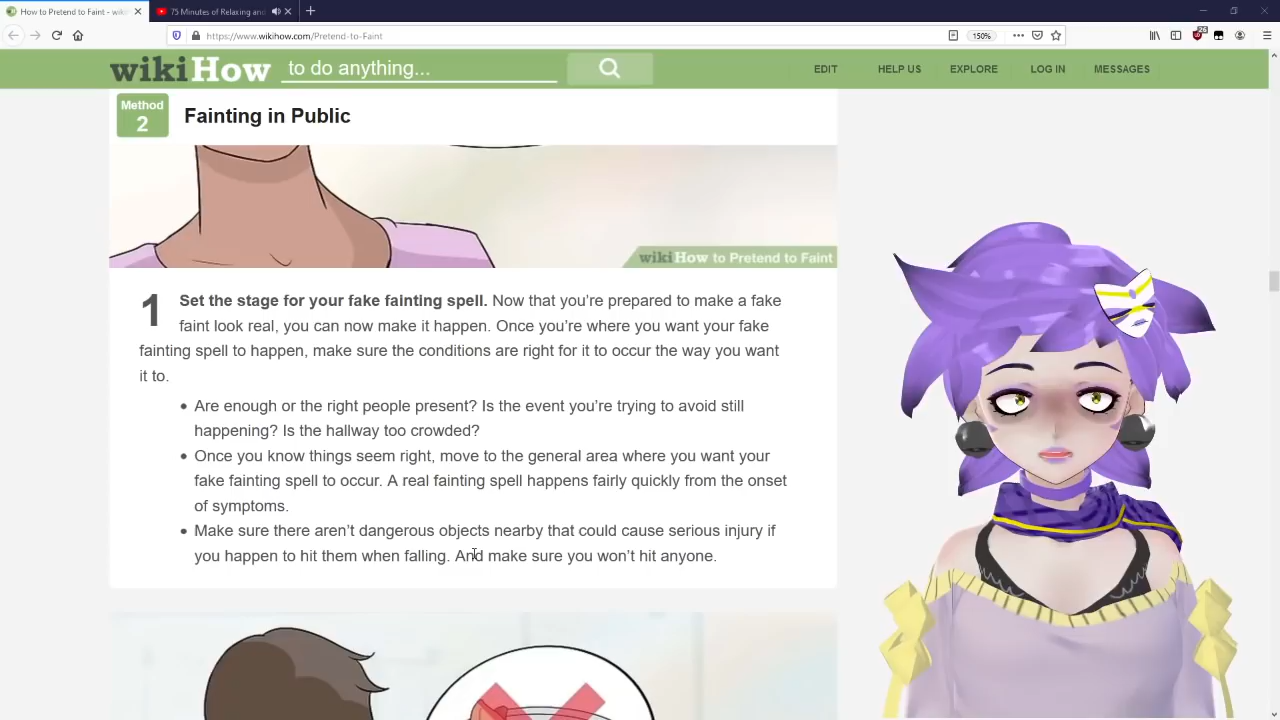 How to Pretend to Faint - wikiH
75 Minutes of Relaxing and
https://www.wikihow.com/Pretend-to-Faint
150%
wikiHow
to do anything...
EDIT
HELP US
EXPLORE
LOG IN
MESSAGES
Method
2
Fainting in Public
wikiHow to Pretend to Faint
1
Set the stage for your fake fainting spell. Now that you’re prepared to make a fake
faint look real, you can now make it happen. Once you’re where you want your fake
fainting spell to happen, make sure the conditions are right for it to occur the way you want
it to.
• Are enough or the right people present? Is the event you’re trying to avoid still
happening? Is the hallway too crowded?
• Once you know things seem right, move to the general area where you want your
fake fainting spell to occur. A real fainting spell happens fairly quickly from the onset
of symptoms.
• Make sure there aren’t dangerous objects nearby that could cause serious injury if
you happen to hit them when falling. And make sure you won’t hit anyone.